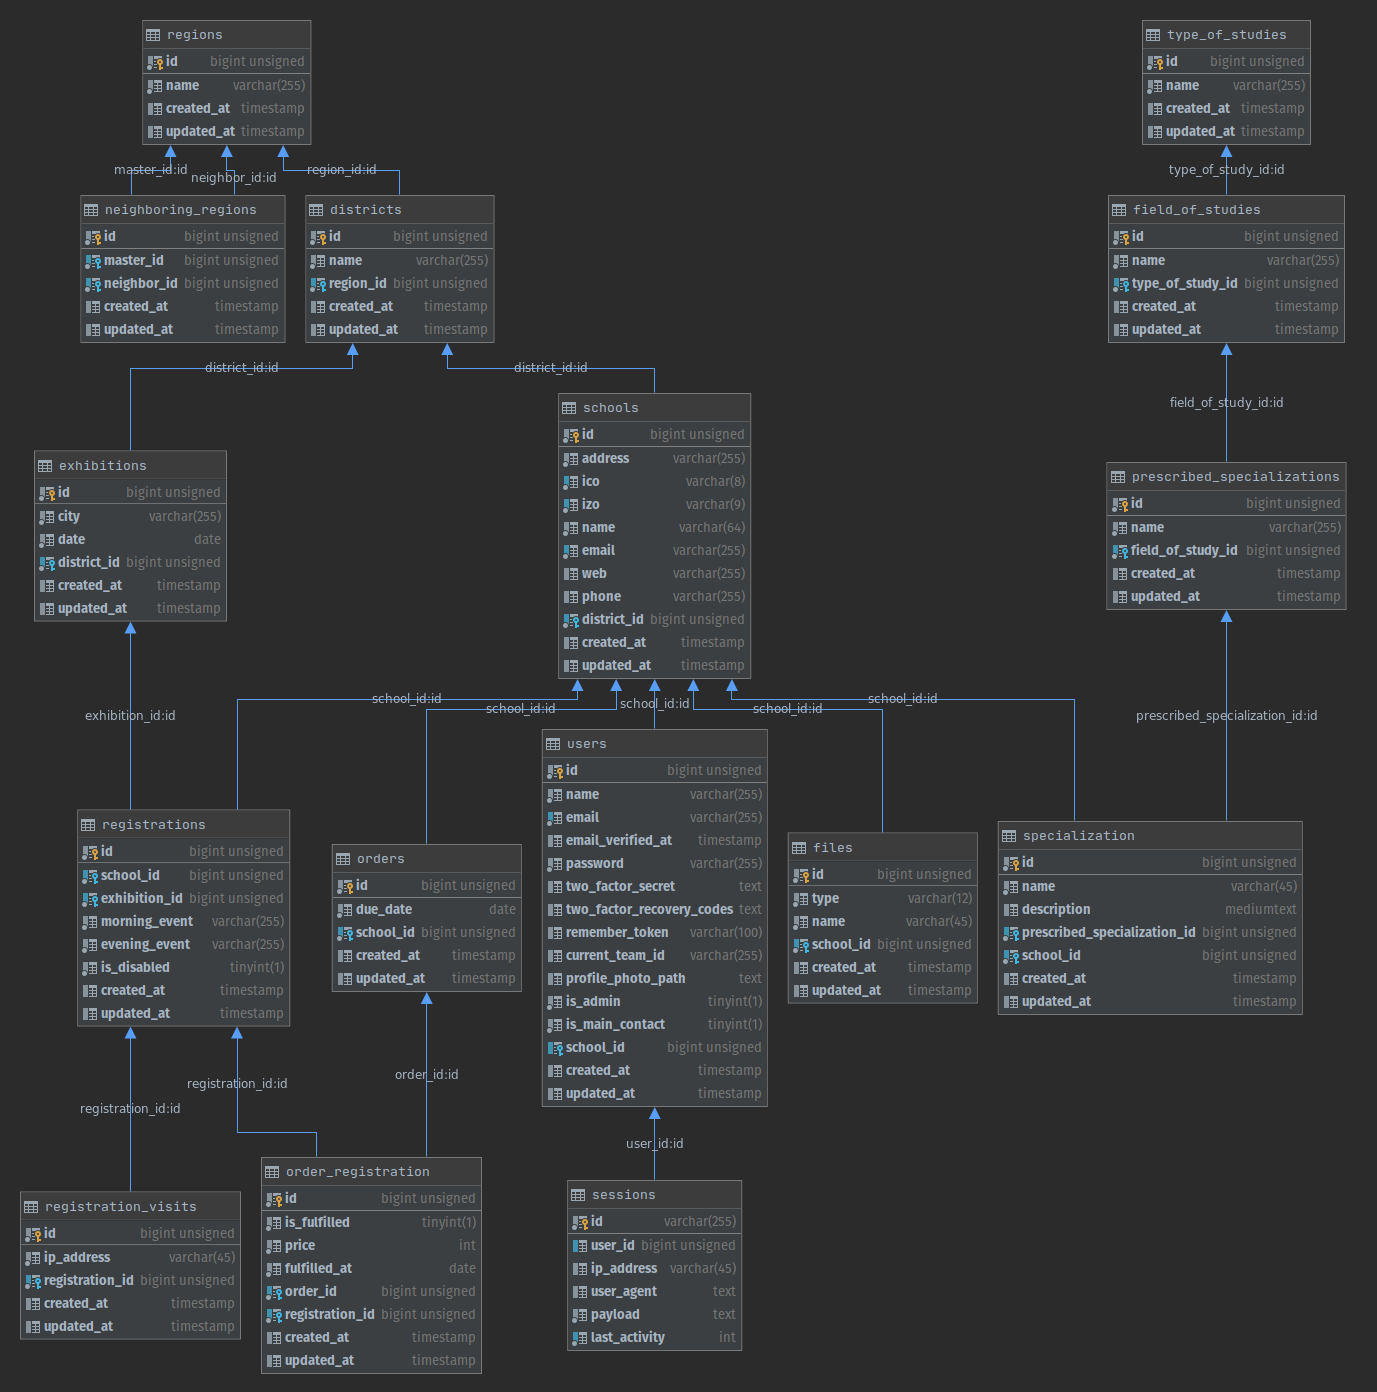 regions
id bigint unsigned
name varchar(255)
created_at timestamp
updated_at timestamp
type_of_studies
id bigint unsigned
name varchar(255)
created_at timestamp
updated_at timestamp
master_id:id
neighbor_id:id
region_id:id
type_of_study_id:id
neighboring_regions
id bigint unsigned
master_id bigint unsigned
neighbor_id bigint unsigned
created_at timestamp
updated_at timestamp
districts
id bigint unsigned
name varchar(255)
region_id bigint unsigned
created_at timestamp
updated_at timestamp
field_of_studies
id bigint unsigned
name varchar(255)
type_of_study_id bigint unsigned
created_at timestamp
updated_at timestamp
district_id:id
district_id:id
field_of_study_id:id
schools
id bigint unsigned
address varchar(255)
ico varchar(8)
izo varchar(9)
name varchar(64)
email varchar(255)
web varchar(255)
phone varchar(255)
district_id bigint unsigned
created_at timestamp
updated_at timestamp
exhibitions
id bigint unsigned
city varchar(255)
date date
district_id bigint unsigned
created_at timestamp
updated_at timestamp
prescribed_specializations
id bigint unsigned
name varchar(255)
field_of_study_id bigint unsigned
created_at timestamp
updated_at timestamp
exhibition_id:id
school_id:id
school_id:id
school_id:id
school_id:id
school_id:id
prescribed_specialization_id:id
users
id bigint unsigned
name varchar(255)
email varchar(255)
email_verified_at timestamp
password varchar(255)
two_factor_secret text
two_factor_recovery_codes text
remember_token varchar(100)
current_team_id varchar(255)
profile_photo_path text
is_admin tinyint(1)
is_main_contact tinyint(1)
school_id bigint unsigned
created_at timestamp
updated_at timestamp
registrations
id bigint unsigned
school_id bigint unsigned
exhibition_id bigint unsigned
morning_event varchar(255)
evening_event varchar(255)
is_disabled tinyint(1)
created_at timestamp
updated_at timestamp
orders
id bigint unsigned
due_date date
school_id bigint unsigned
created_at timestamp
updated_at timestamp
files
id bigint unsigned
type varchar(12)
name varchar(45)
school_id bigint unsigned
created_at timestamp
updated_at timestamp
specialization
id bigint unsigned
name varchar(45)
description mediumtext
prescribed_specialization_id bigint unsigned
school_id bigint unsigned
created_at timestamp
updated_at timestamp
registration_id:id
registration_id:id
order_id:id
user_id:id
registration_visits
id bigint unsigned
ip_address varchar(45)
registration_id bigint unsigned
created_at timestamp
updated_at timestamp
order_registration
id bigint unsigned
is_fulfilled tinyint(1)
price int
fulfilled_at date
order_id bigint unsigned
registration_id bigint unsigned
created_at timestamp
updated_at timestamp
sessions
id varchar(255)
user_id bigint unsigned
ip_address varchar(45)
user_agent text
payload text
last_activity int